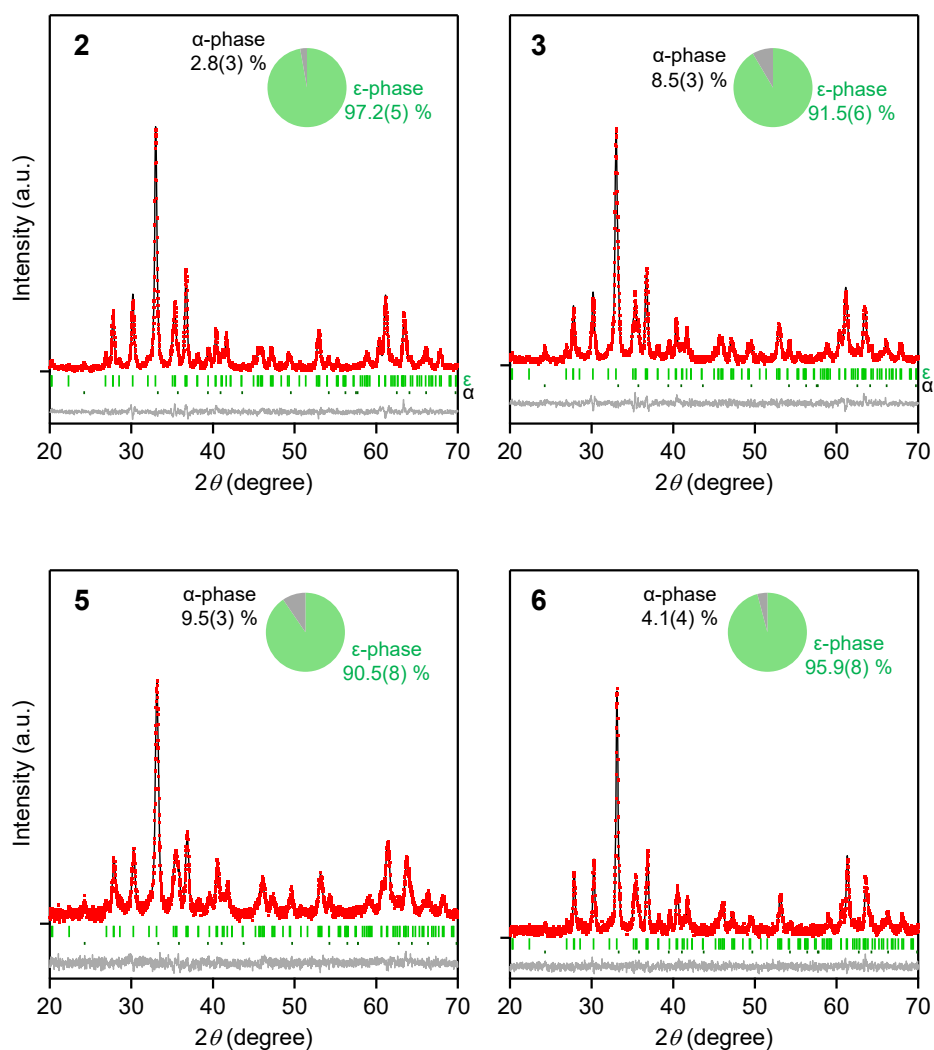 2
α-phase
2.8(3) %
ε-phase
97.2(5) %
Intensity (a.u.)
ε
α
20 30 40 50 60 70
2θ (degree)
3
α-phase
8.5(3) %
ε-phase
91.5(6) %
ε
α
20 30 40 50 60 70
2θ (degree)
5
α-phase
9.5(3) %
ε-phase
90.5(8) %
Intensity (a.u.)
20 30 40 50 60 70
2θ (degree)
6
α-phase
4.1(4) %
ε-phase
95.9(8) %
20 30 40 50 60 70
2θ (degree)